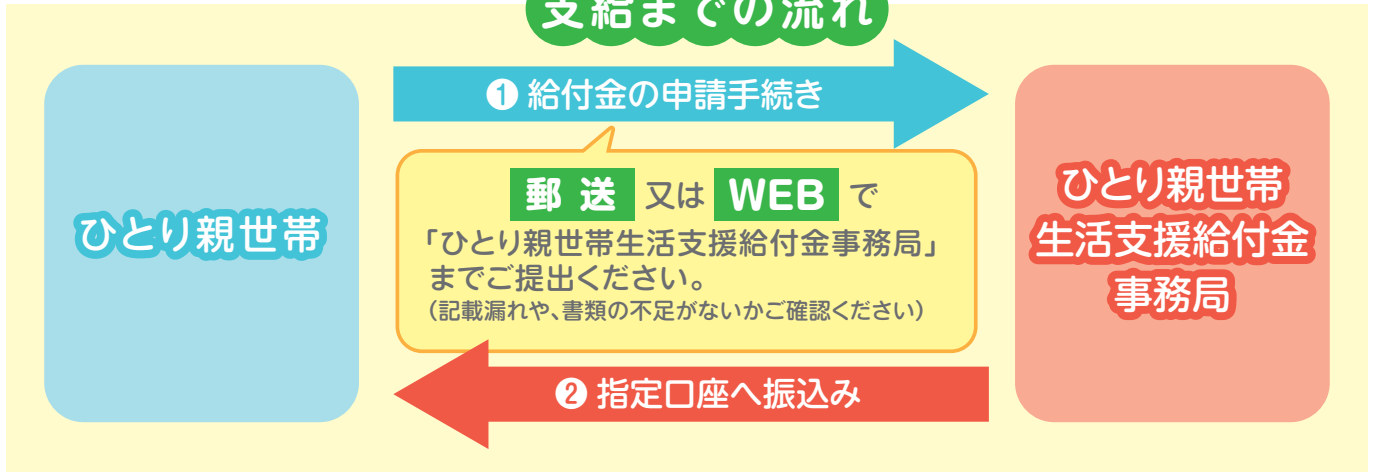 支給までの流れ
❶ 給付金の申請手続き
ひとり親世帯
郵送 又は WEB で
「ひとり親世帯生活支援給付金事務局」
までご提出ください。
（記載漏れや、書類の不足がないかご確認ください）
ひとり親世帯
生活支援給付金
事務局
❷ 指定口座へ振込み